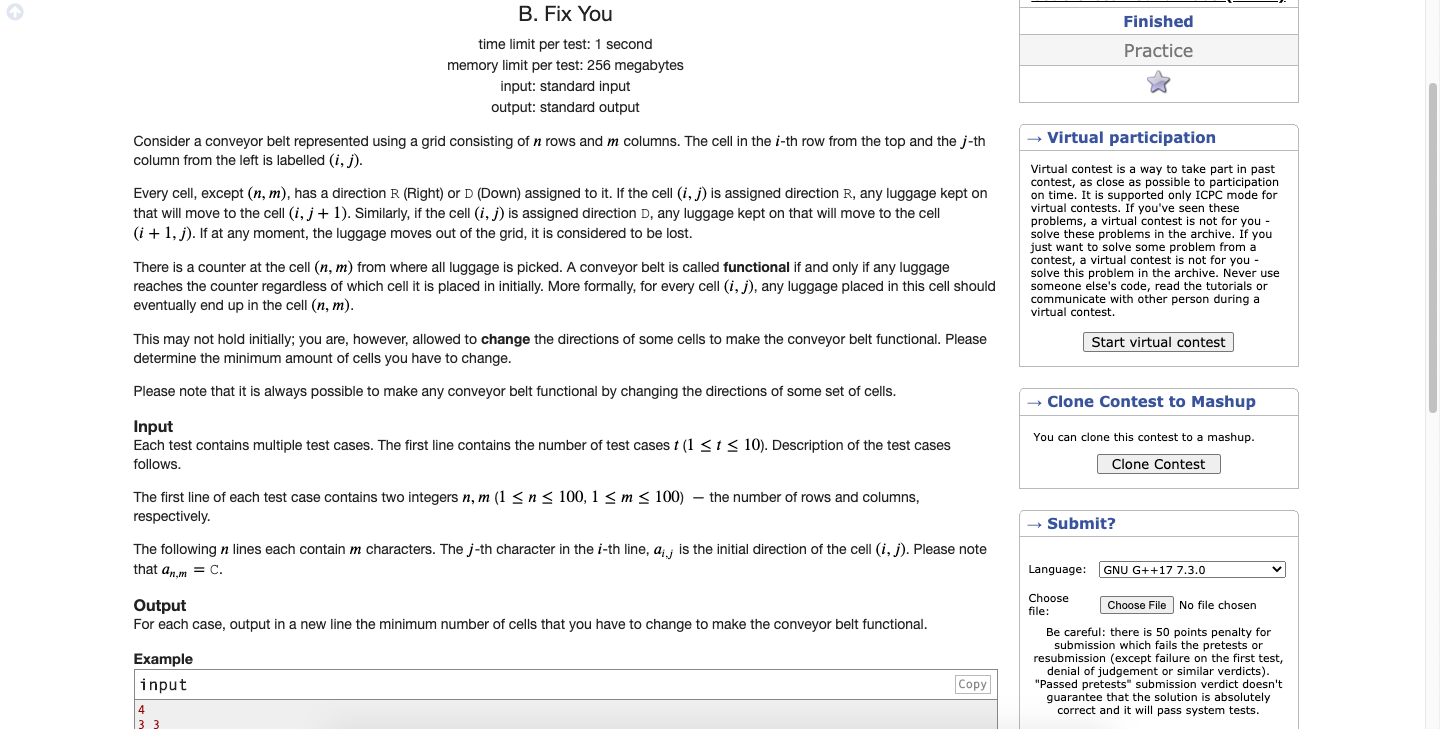 B. Fix You
time limit per test: 1 second
memory limit per test: 256 megabytes
input: standard input
output: standard output
Consider a conveyor belt represented using a grid consisting of n rows and m columns. The cell in the i-th row from the top and the j-th
column from the left is labelled (i, j).
Every cell, except (n, m), has a direction R (Right) or D (Down) assigned to it. If the cell (i, j) is assigned direction R, any luggage kept on
that will move to the cell (i, j + 1). Similarly, if the cell (i, j) is assigned direction D, any luggage kept on that will move to the cell
(i + 1, j). If at any moment, the luggage moves out of the grid, it is considered to be lost.
There is a counter at the cell (n, m) from where all luggage is picked. A conveyor belt is called functional if and only if any luggage
reaches the counter regardless of which cell it is placed in initially. More formally, for every cell (i, j), any luggage placed in this cell should
eventually end up in the cell (n, m).
This may not hold initially; you are, however, allowed to change the directions of some cells to make the conveyor belt functional. Please
determine the minimum amount of cells you have to change.
Please note that it is always possible to make any conveyor belt functional by changing the directions of some set of cells.
Input
Each test contains multiple test cases. The first line contains the number of test cases t (1 ≤ t ≤ 10). Description of the test cases
follows.
The first line of each test case contains two integers n, m (1 ≤ n ≤ 100, 1 ≤ m ≤ 100) — the number of rows and columns,
respectively.
The following n lines each contain m characters. The j-th character in the i-th line, a_{i,j} is the initial direction of the cell (i, j). Please note
that a_{n,m} = C.
Output
For each case, output in a new line the minimum number of cells that you have to change to make the conveyor belt functional.
Example
input
Copy
4
3 3
Finished
Practice
→ Virtual participation
Virtual contest is a way to take part in past
contest, as close as possible to participation
on time. It is supported only ICPC mode for
virtual contests. If you've seen these
problems, a virtual contest is not for you -
solve these problems in the archive. If you
just want to solve some problem from a
contest, a virtual contest is not for you -
solve this problem in the archive. Never use
someone else's code, read the tutorials or
communicate with other person during a
virtual contest.
Start virtual contest
→ Clone Contest to Mashup
You can clone this contest to a mashup.
Clone Contest
→ Submit?
Language: GNU G++17 7.3.0
Choose
file:
Choose File No file chosen
Be careful: there is 50 points penalty for
submission which fails the pretests or
resubmission (except failure on the first test,
denial of judgement or similar verdicts).
"Passed pretests" submission verdict doesn't
guarantee that the solution is absolutely
correct and it will pass system tests.